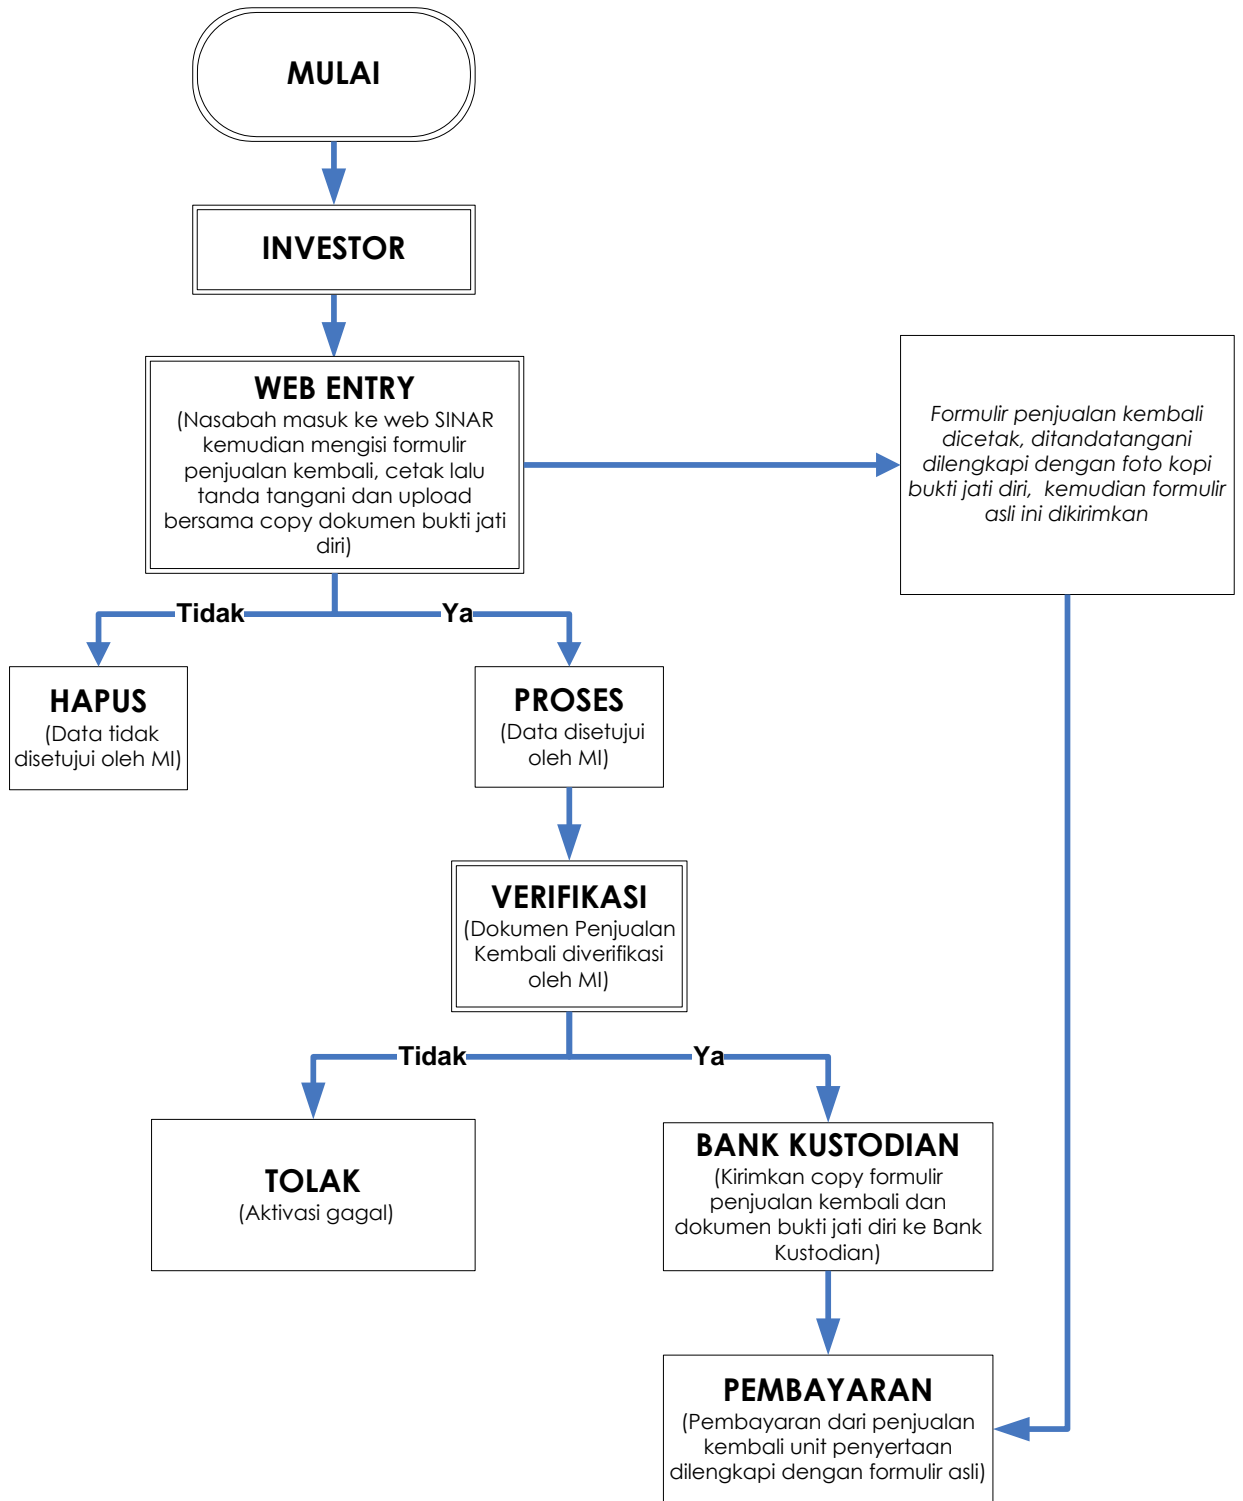 MULAI
INVESTOR
WEB ENTRY
(Nasabah masuk ke web SINAR
kemudian mengisi formulir
penjualan kembali, cetak lalu
tanda tangani dan upload
bersama copy dokumen bukti jati
diri)
Formulir penjualan kembali
dicetak, ditandatangani
dilengkapi dengan foto kopi
bukti jati diri, kemudian formulir
asli ini dikirimkan
Tidak
Ya
HAPUS
(Data tidak
disetujui oleh MI)
PROSES
(Data disetujui
oleh MI)
VERIFIKASI
(Dokumen Penjualan
Kembali diverifikasi
oleh MI)
Tidak
Ya
TOLAK
(Aktivasi gagal)
BANK KUSTODIAN
(Kirimkan copy formulir
penjualan kembali dan
dokumen bukti jati diri ke Bank
Kustodian)
PEMBAYARAN
(Pembayaran dari penjualan
kembali unit penyertaan
dilengkapi dengan formulir asli)